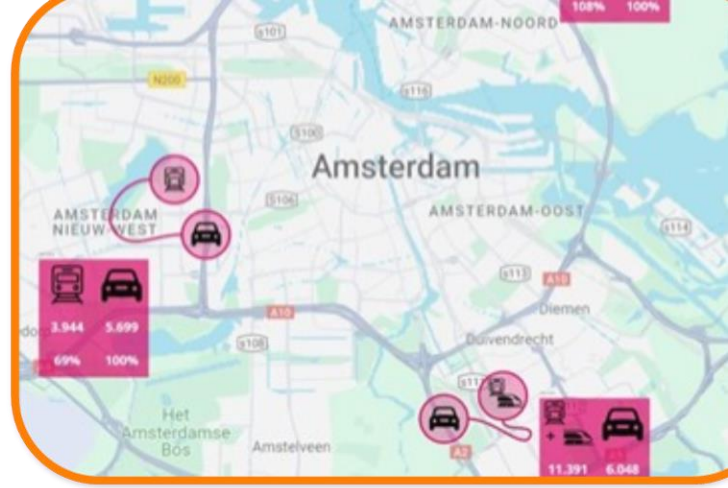 108% 100%
AMSTERDAM-NOORD
s101
N200
s116
s100
Amsterdam
s106
AMSTERDAM
NIEUW-WEST
AMSTERDAM-OOST
s114
s113
A10
3.944 5.699
A10
Diemen
s108
Duivendrecht
69% 100%
Het
Amsterdamse
Bos
Amstelveen
A2
+
11.391 6.048